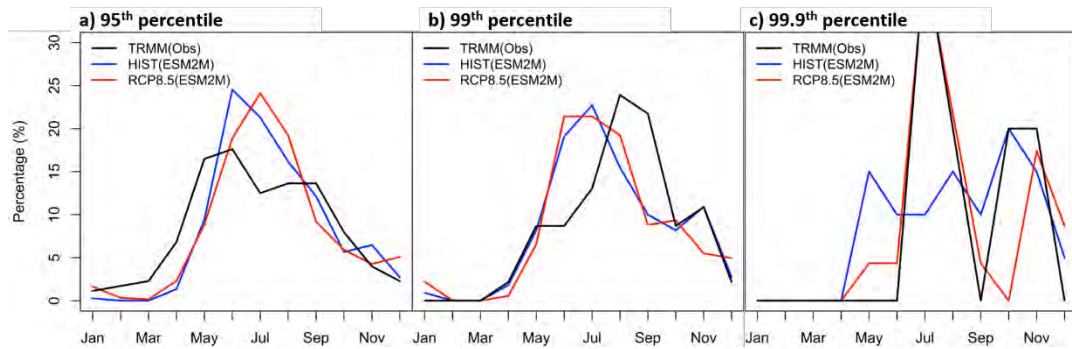 a) 95th percentile
b) 99th percentile
c) 99.9th percentile
Percentage (%)
30
25
20
15
10
5
0
TRMM(Obs)
HIST(ESM2M)
RCP8.5(ESM2M)
Jan Mar May Jul Sep Nov
TRMM(Obs)
HIST(ESM2M)
RCP8.5(ESM2M)
Jan Mar May Jul Sep Nov
TRMM(Obs)
HIST(ESM2M)
RCP8.5(ESM2M)
Jan Mar May Jul Sep Nov